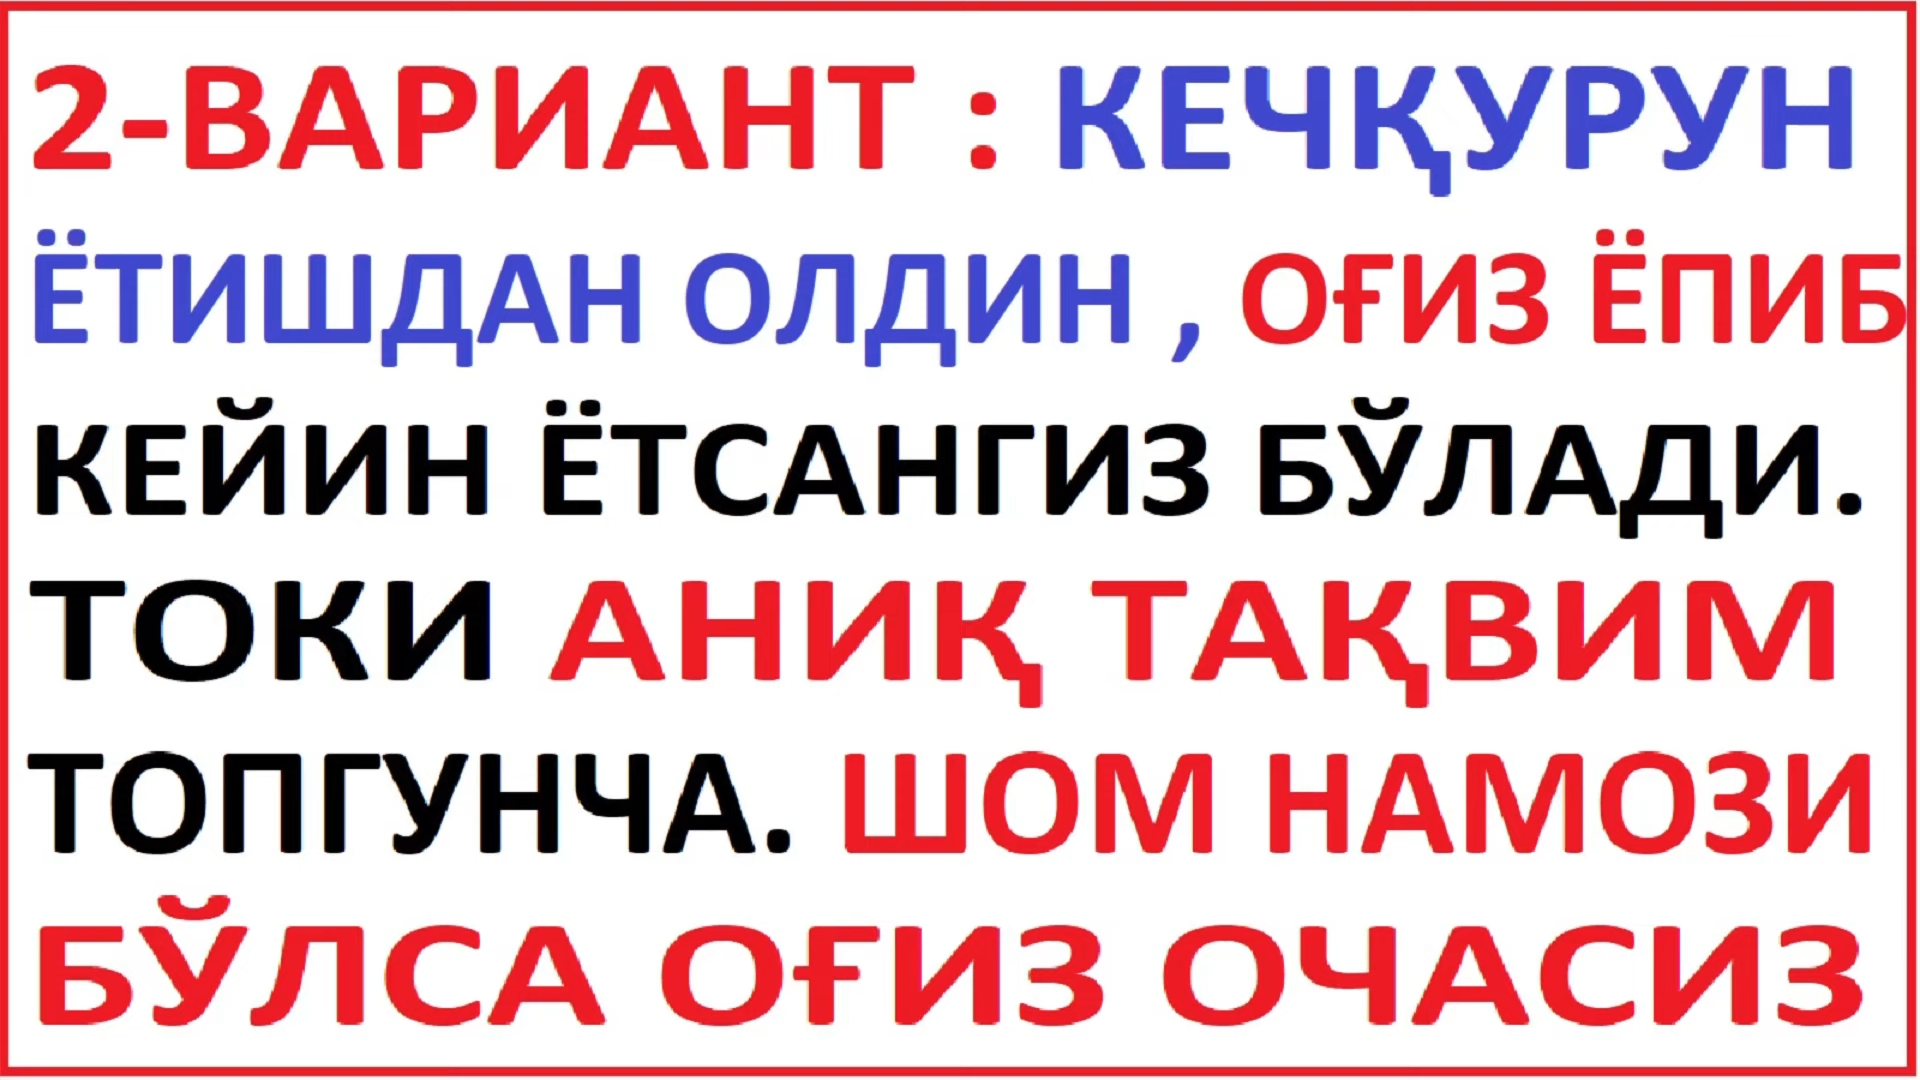 2-ВАРИАНТ : КЕЧҚУРУН
ЁТИШДАН ОЛДИН , ОҒИЗ ЁПИБ
КЕЙИН ЁТСАНГИЗ БЎЛАДИ.
ТОКИ АНИҚ ТАҚВИМ
ТОПГУНЧА. ШОМ НАМОЗИ
БЎЛСА ОҒИЗ ОЧАСИЗ